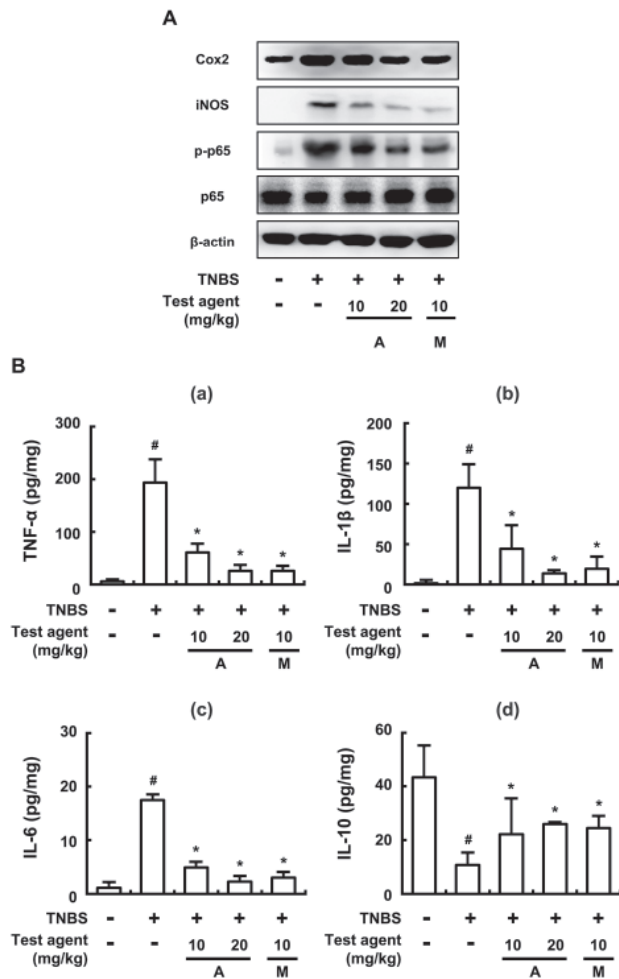 A
Cox2
iNOS
p-p65
p65
β-actin
TNBS - + + + +
Test agent - - 10 20 10
(mg/kg)
A M
B
(a) (b)
300
200
100
0
TNF-α (pg/mg)
#
*
*
*
200
150
100
50
0
IL-1β (pg/mg)
#
*
*
*
TNBS - + + + + TNBS - + + + +
Test agent - - 10 20 10 Test agent - - 10 20 10
(mg/kg) (mg/kg)
A M A M
(c) (d)
30
20
10
0
IL-6 (pg/mg)
#
*
*
*
60
40
20
0
IL-10 (pg/mg)
#
*
*
*
TNBS - + + + + TNBS - + + + +
Test agent - - 10 20 10 Test agent - - 10 20 10
(mg/kg) (mg/kg)
A M A M